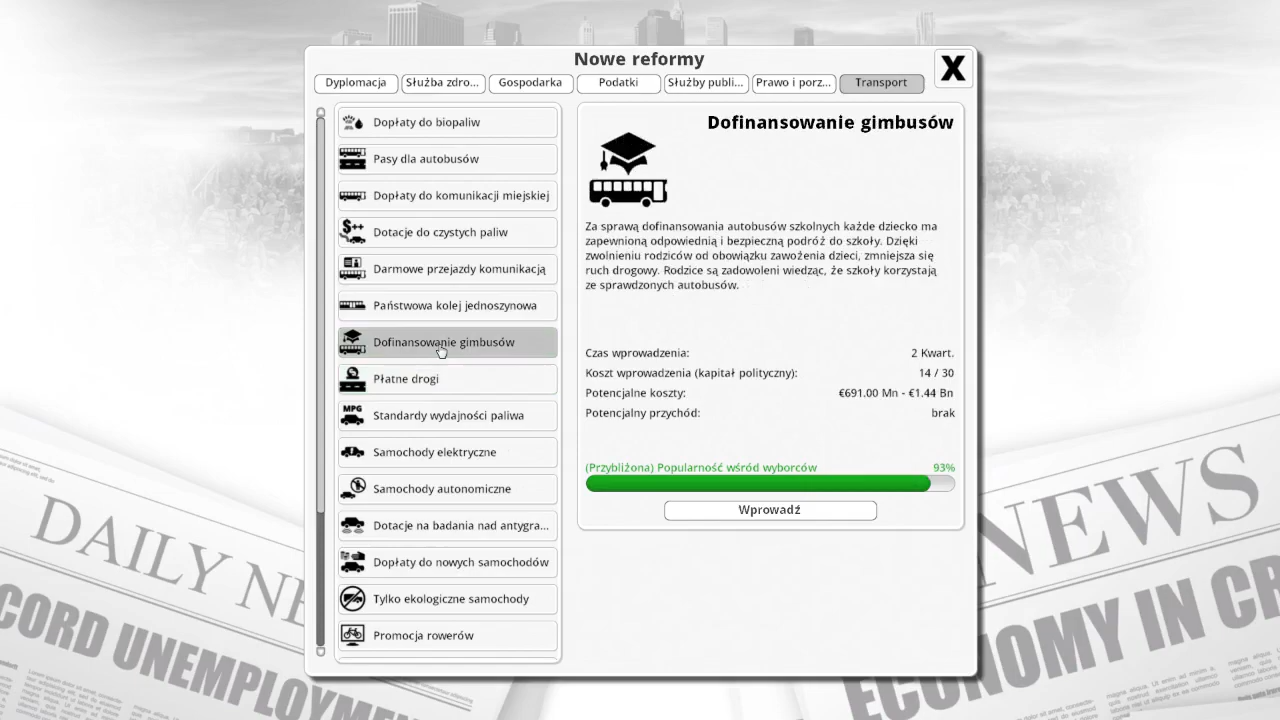 Nowe reformy
X
Dyplomacja
Służba zdro...
Gospodarka
Podatki
Służby publi...
Prawo i porz...
Transport
Dopłaty do biopaliw
Pasy dla autobusów
Dopłaty do komunikacji miejskiej
$++
Dotacje do czystych paliw
Darmowe przejazdy komunikacją
Państwowa kolej jednoszynowa
Dofinansowanie gimbusów
Płatne drogi
MPG
Standardy wydajności paliwa
Samochody elektryczne
Samochody autonomiczne
Dotacje na badania nad antygra...
Dopłaty do nowych samochodów
Tylko ekologiczne samochody
Promocja rowerów
Dofinansowanie gimbusów
Za sprawą dofinansowania autobusów szkolnych każde dziecko ma
zapewnioną odpowiednią i bezpieczną podróż do szkoły. Dzięki
zwolnieniu rodziców od obowiązku zawożenia dzieci, zmniejsza się
ruch drogowy. Rodzice są zadowoleni wiedząc, że szkoły korzystają
ze sprawdzonych autobusów.
Czas wprowadzenia: 2 Kwart.
Koszt wprowadzenia (kapitał polityczny): 14 / 30
Potencjalne koszty: €691.00 Mn - €1.44 Bn
Potencjalny przychód: brak
(Przybliżona) Popularność wśród wyborców 93%
Wprowadź
DAILY NE
CORD UNEMPLOYM
NEWS
ECONOMY IN CR